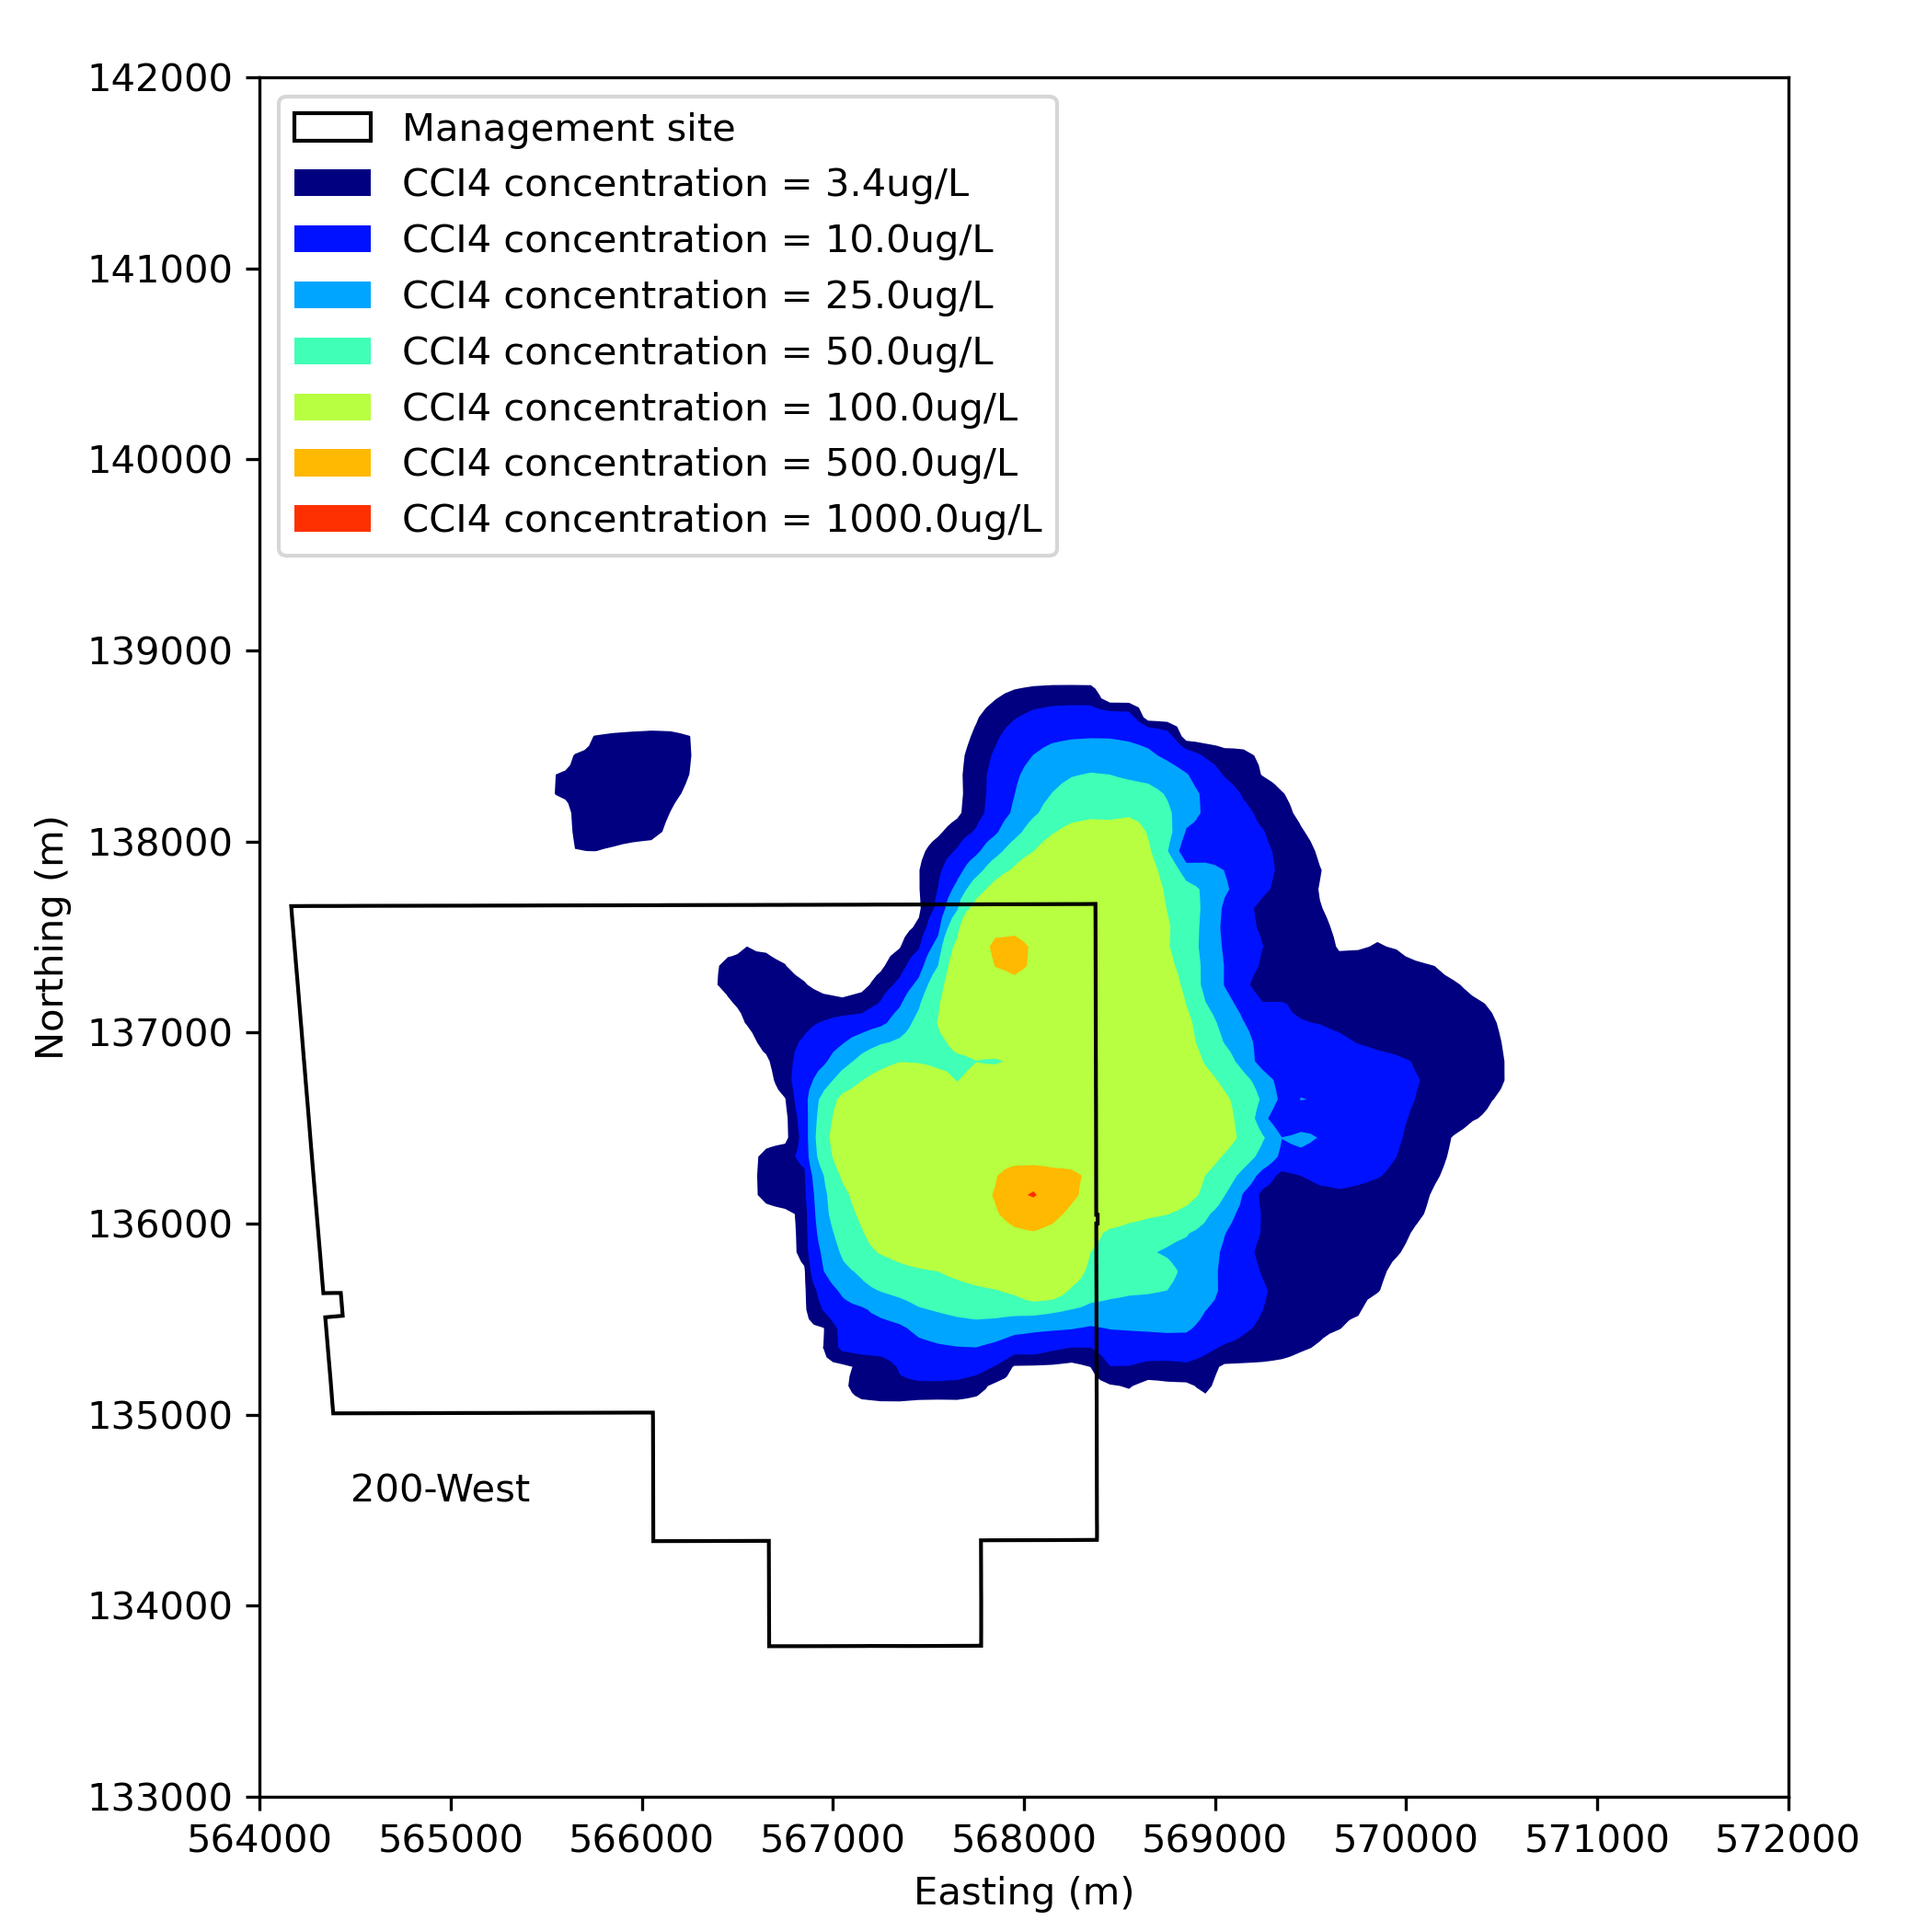 142000
141000
140000
139000
138000
137000
136000
135000
134000
133000
Northing (m)
Management site
CCl4 concentration = 3.4ug/L
CCl4 concentration = 10.0ug/L
CCl4 concentration = 25.0ug/L
CCl4 concentration = 50.0ug/L
CCl4 concentration = 100.0ug/L
CCl4 concentration = 500.0ug/L
CCl4 concentration = 1000.0ug/L
200-West
564000 565000 566000 567000 568000 569000 570000 571000 572000
Easting (m)